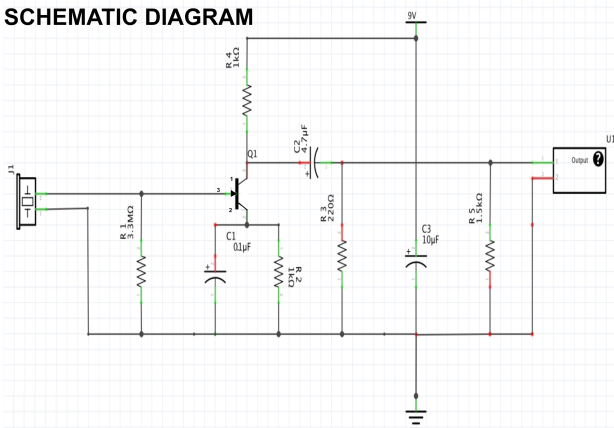 SCHEMATIC DIAGRAM
9V
R 4
1kΩ
Q1
C2
4.7µF
+
J1
1
3
2
U1
Output ?
R 1
3.3MΩ
C1
0.1µF
+
R 2
1kΩ
R 3
220Ω
C3
10µF
+
R 5
1.5kΩ